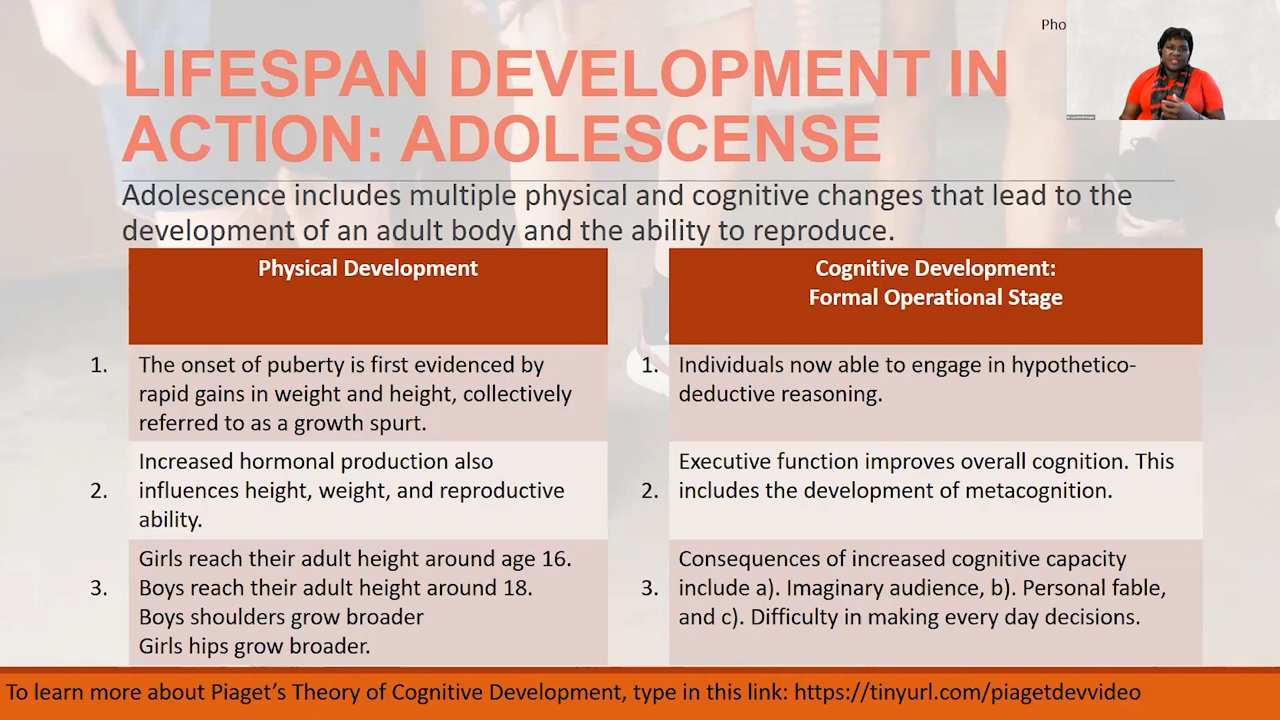 Pho
LIFESPAN DEVELOPMENT IN
ACTION: ADOLESCENSE
Adolescence includes multiple physical and cognitive changes that lead to the
development of an adult body and the ability to reproduce.
Physical Development
1. The onset of puberty is first evidenced by
rapid gains in weight and height, collectively
referred to as a growth spurt.
Increased hormonal production also
2. influences height, weight, and reproductive
ability.
Girls reach their adult height around age 16.
3. Boys reach their adult height around 18.
Boys shoulders grow broader
Girls hips grow broader.
Cognitive Development:
Formal Operational Stage
1. Individuals now able to engage in hypothetico-
deductive reasoning.
Executive function improves overall cognition. This
2. includes the development of metacognition.
Consequences of increased cognitive capacity
3. include a). Imaginary audience, b). Personal fable,
and c). Difficulty in making every day decisions.
To learn more about Piaget’s Theory of Cognitive Development, type in this link: https://tinyurl.com/piagetdevvideo